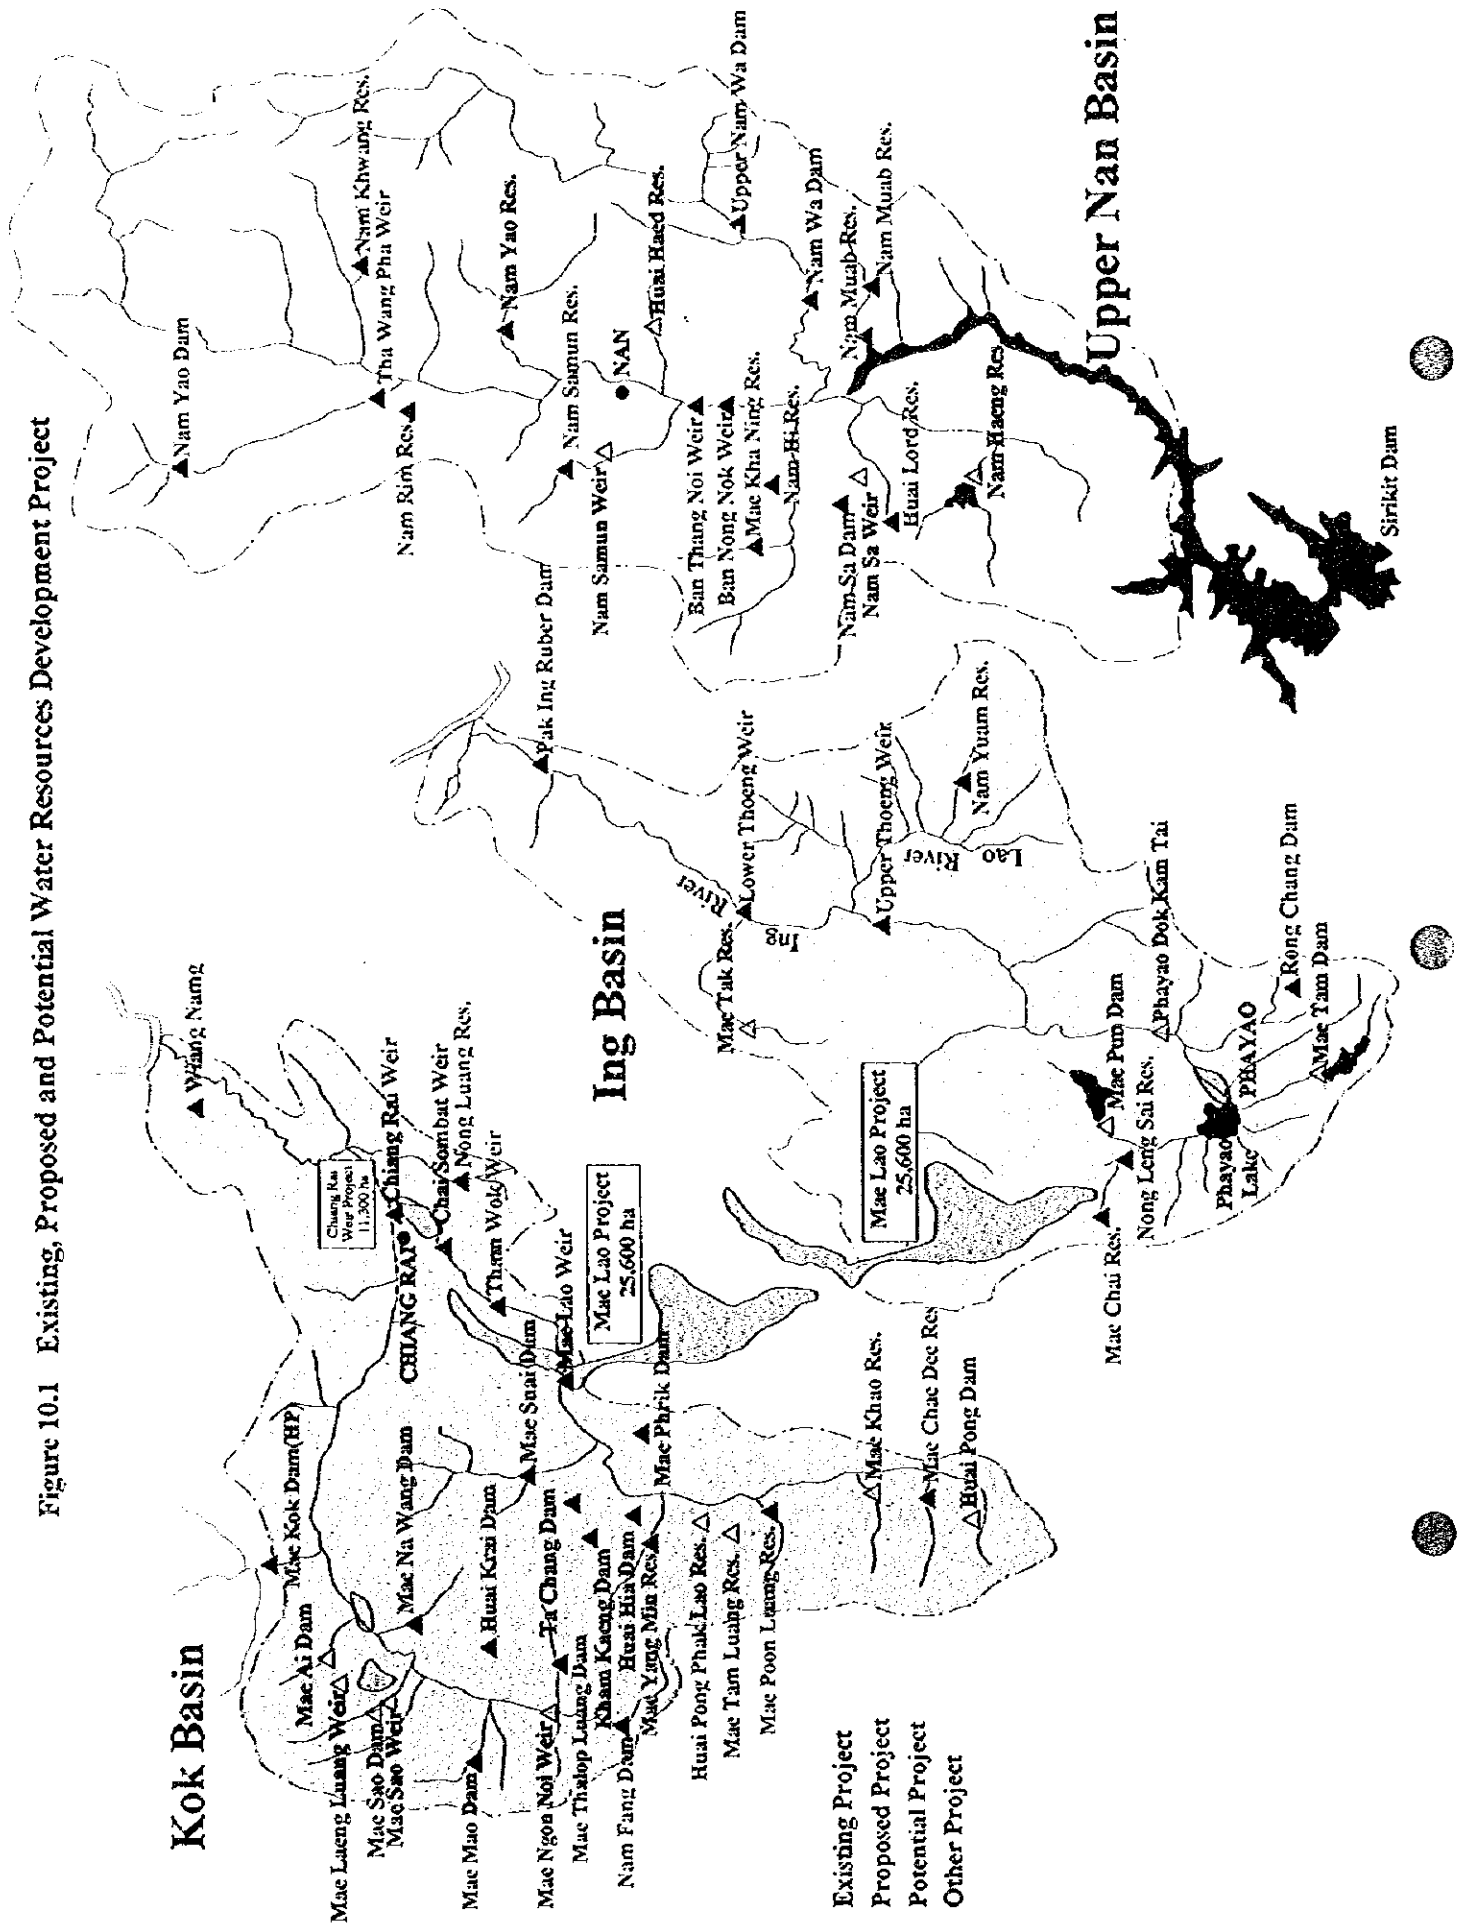 Figure 10.1 Existing, Proposed and Potential Water Resources Development Project
Kok Basin
Mae Kok Dam(HP)
Mae Ai Dam
Mae Laeng Luang Weir
Mae Sao Dam
Mae Sao Weir
Mae Na Wang Dam
Mae Mao Dam
Huai Krai Dam
Mae Ngon Noi Weir
Ta Chang Dam
Mae Thalop Luang Dam
Kham Kaeng Dam
Nam Fang Dam
Huai Hia Dam
Mae Yang Min Res.
Huai Pong Phak Lao Res.
Mae Tam Luang Res.
Mae Poon Luang Res.
Mae Suai Dam
Mae Phrik Dam
Mae Khao Res.
Mae Chae Dee Res
Huai Pong Dam
Wiang Namg
Chiang Rai
Weir Project
11,300 ha
CHIANG RAI
Chiang Rai Weir
Chai Sombat Weir
Nong Luang Res.
Tham Wok Weir
Mae Lao Weir
Mae Lao Project
25,600 ha
Ing Basin
Pak Ing Ruber Dam
Mae Tak Res.
Lower Thoeng Weir
Ing
River
Upper Thoeng Weir
Lao
River
Nam Yuam Res.
Mae Lao Project
25,600 ha
Mae Chai Res.
Nong Leng Sai Res.
Mae Pun Dam
Phayao Dok Kam Tai
Phayao
Lake
PHAYAO
Rong Chang Dam
Mae Tam Dam
Upper Nan Basin
Nam Yao Dam
Nam Khwang Res.
Tha Wang Pha Weir
Nam Rim Res
Nam Yao Res.
Nam Samun Res.
Nam Samun Weir
NAN
Huai Haed Res.
Upper Nam Wa Dam
Ban Thang Noi Weir
Ban Nong Nok Weir
Mae Kha Ning Res.
Nam Hi Res.
Nam Wa Dam
Nam Muab Res.
Nam Muab Res.
Nam Sa Dam
Nam Sa Weir
Huai Lord Res.
Nam Haeng Res
Sirikit Dam
Existing Project
Proposed Project
Potential Project
Other Project